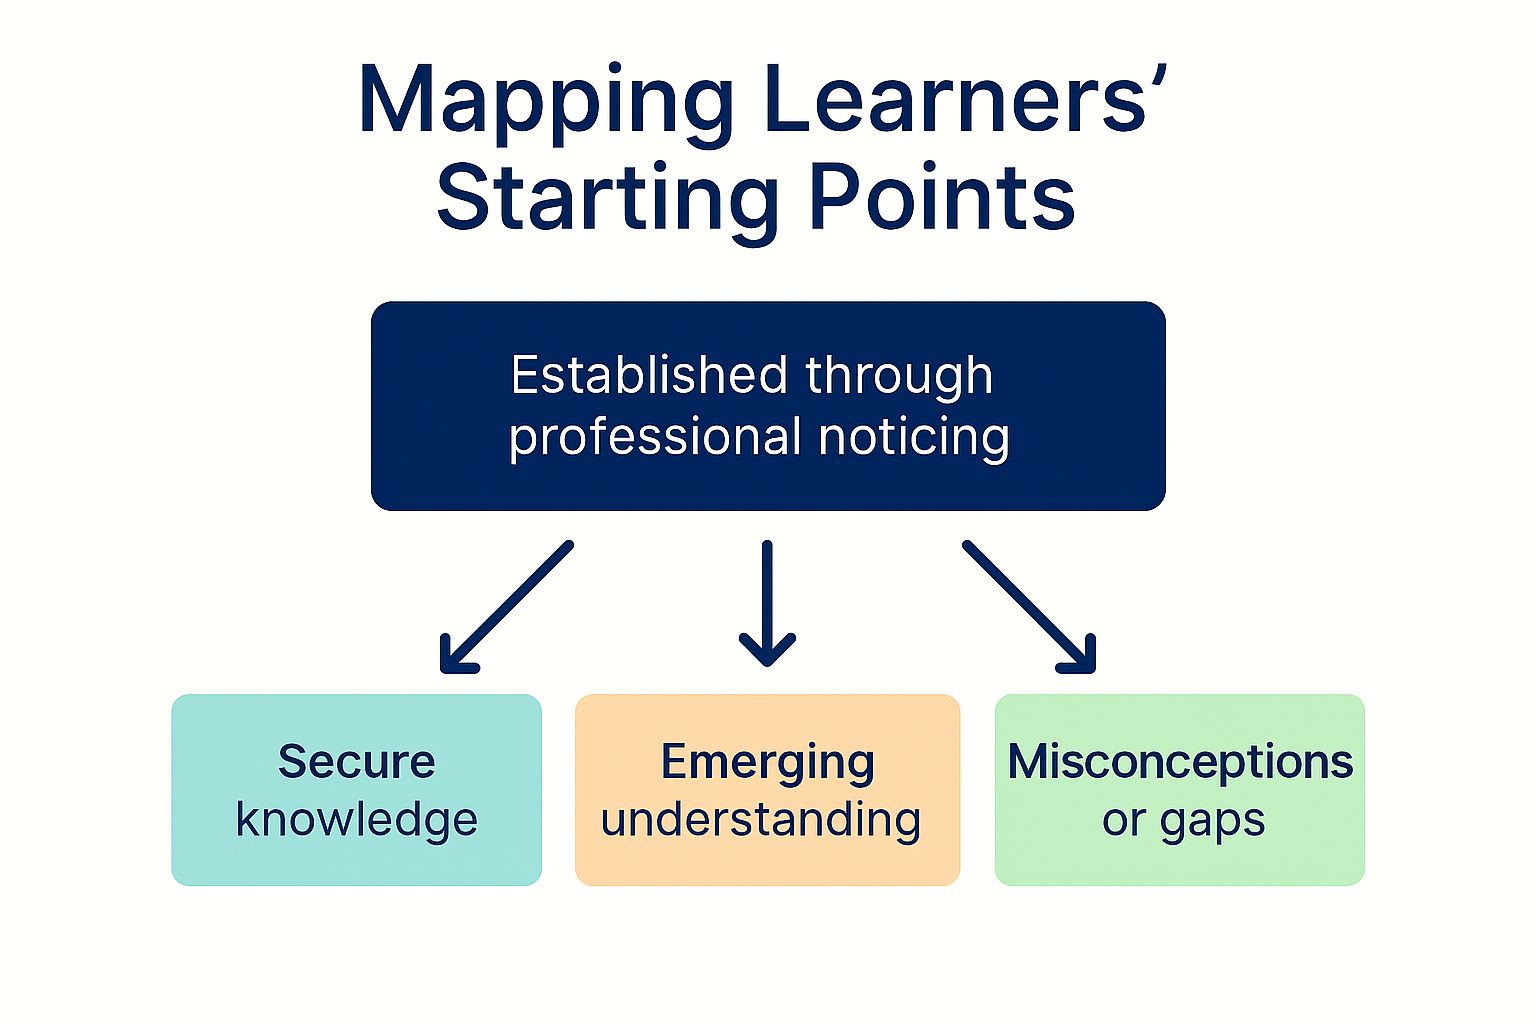 Mapping Learners’
Starting Points
Established through
professional noticing
Secure
knowledge
Emerging
understanding
Misconceptions
or gaps